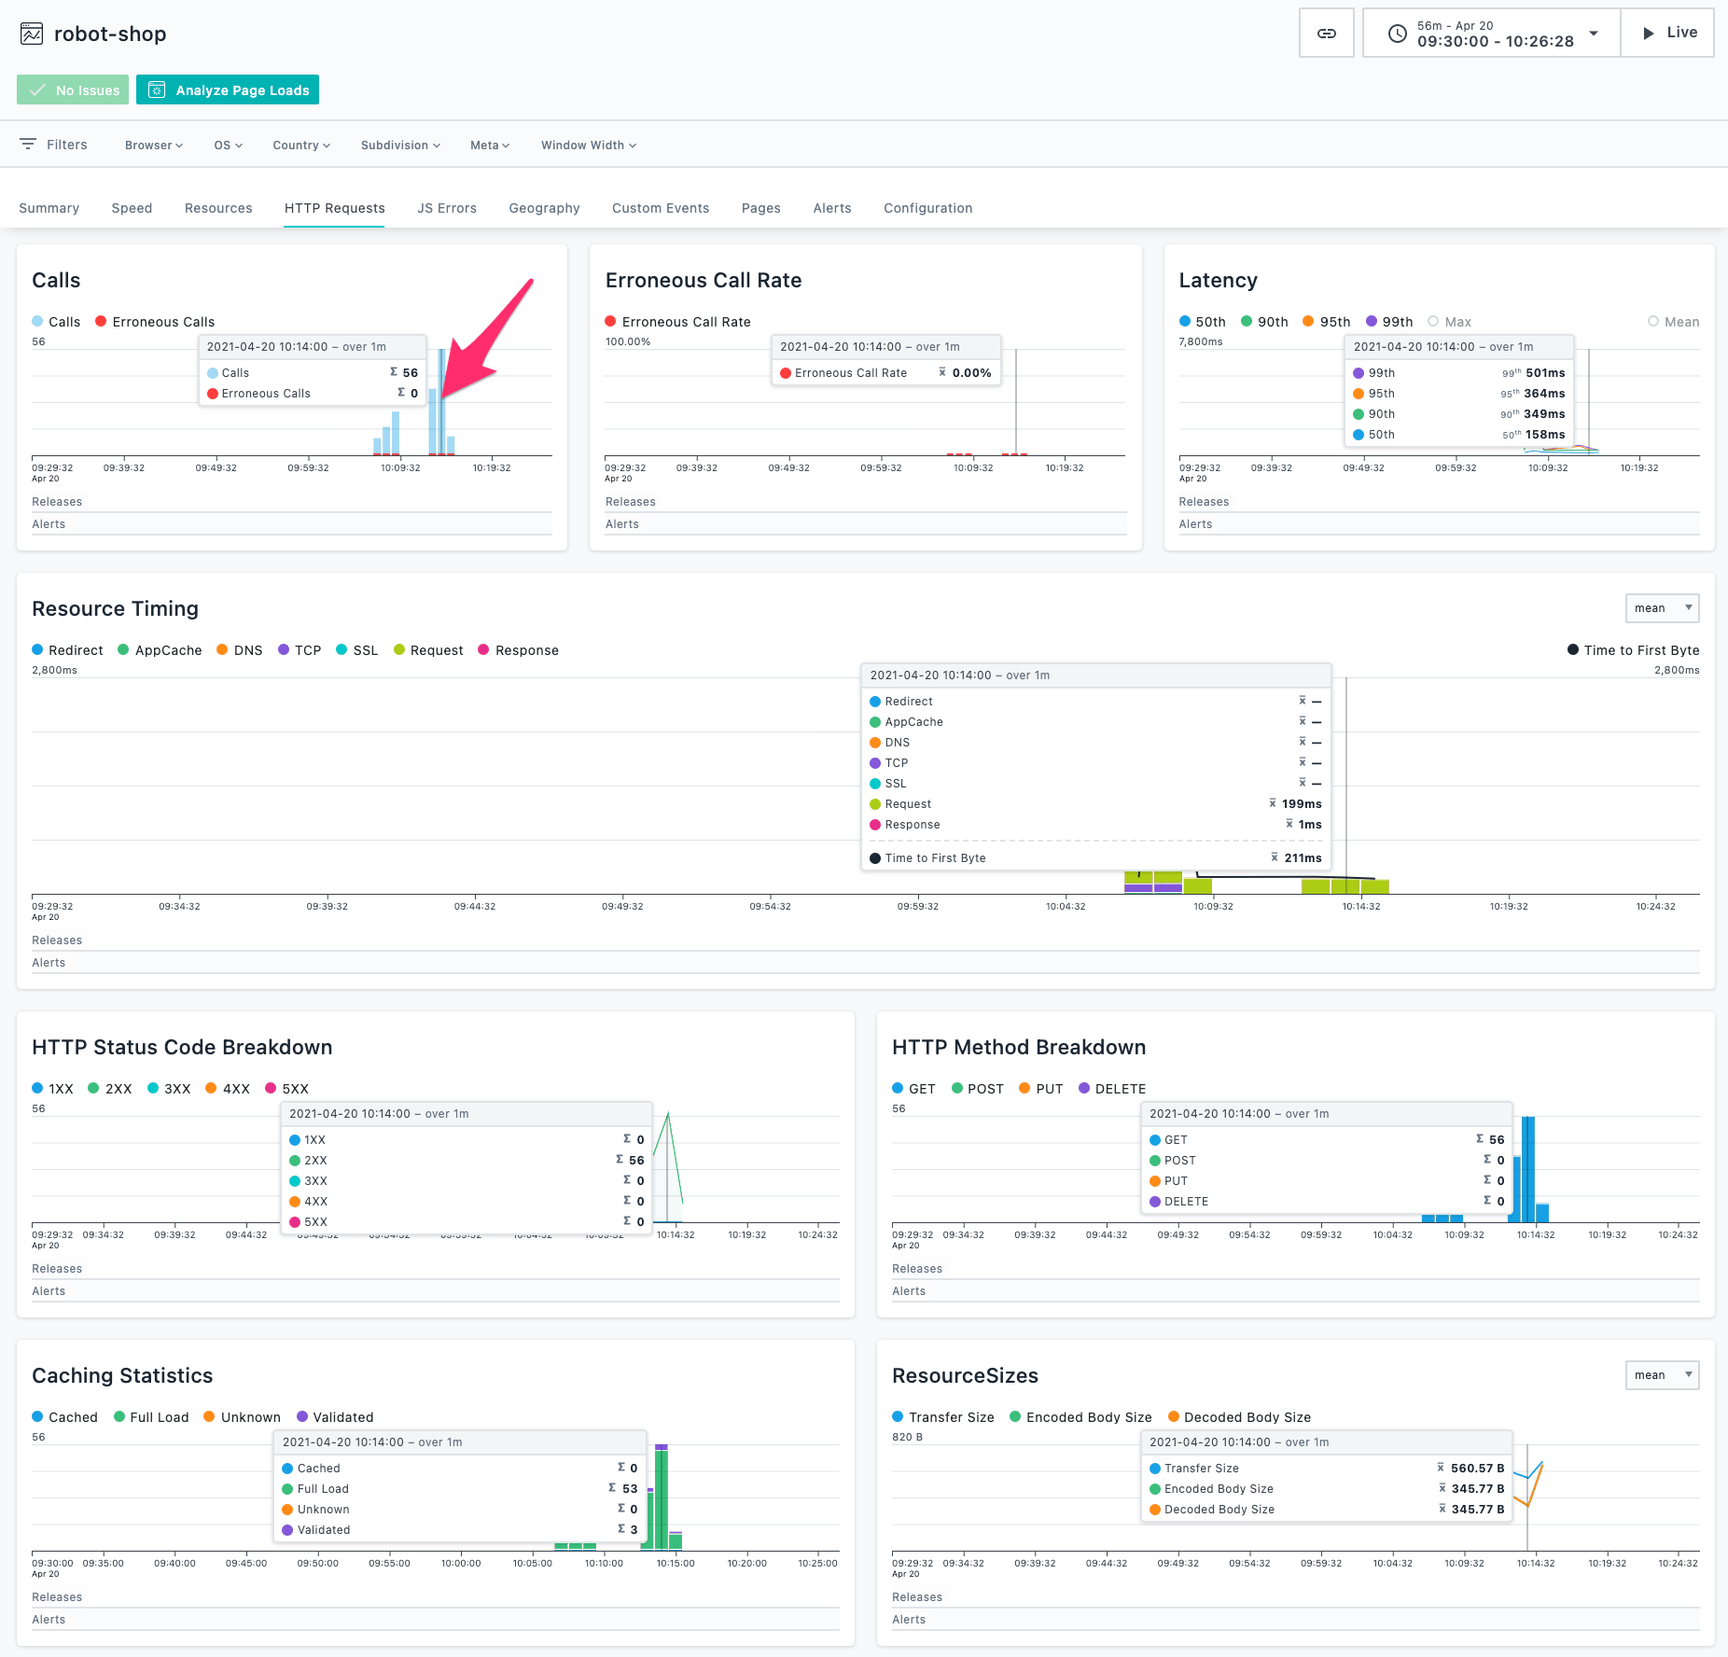 robot-shop
56m - Apr 20
09:30:00 - 10:26:28
Live
No Issues
Analyze Page Loads
Filters Browser OS Country Subdivision Meta Window Width
Summary Speed Resources HTTP Requests JS Errors Geography Custom Events Pages Alerts Configuration
Calls
Calls Erroneous Calls
56
2021-04-20 10:14:00 – over 1m
Calls Σ 56
Erroneous Calls Σ 0
09:29:32 09:39:32 09:49:32 09:59:32 10:09:32 10:19:32
Apr 20
Releases
Alerts
Erroneous Call Rate
Erroneous Call Rate
100.00%
2021-04-20 10:14:00 – over 1m
Erroneous Call Rate x̄ 0.00%
09:29:32 09:39:32 09:49:32 09:59:32 10:09:32 10:19:32
Apr 20
Releases
Alerts
Latency
50th 90th 95th 99th Max Mean
7,800ms
2021-04-20 10:14:00 – over 1m
99th 99th 501ms
95th 95th 364ms
90th 90th 349ms
50th 50th 158ms
09:29:32 09:39:32 09:49:32 09:59:32 10:09:32 10:19:32
Apr 20
Releases
Alerts
Resource Timing
mean
Redirect AppCache DNS TCP SSL Request Response Time to First Byte
2,800ms 2,800ms
2021-04-20 10:14:00 – over 1m
Redirect x̄ —
AppCache x̄ —
DNS x̄ —
TCP x̄ —
SSL x̄ —
Request x̄ 199ms
Response x̄ 1ms
Time to First Byte x̄ 211ms
09:29:32 09:34:32 09:39:32 09:44:32 09:49:32 09:54:32 09:59:32 10:04:32 10:09:32 10:14:32 10:19:32 10:24:32
Apr 20
Releases
Alerts
HTTP Status Code Breakdown
1XX 2XX 3XX 4XX 5XX
56
2021-04-20 10:14:00 – over 1m
1XX Σ 0
2XX Σ 56
3XX Σ 0
4XX Σ 0
5XX Σ 0
09:29:32 09:34:32 09:39:32 09:44:32 09:49:32 09:54:32 09:59:32 10:04:32 10:09:32 10:14:32 10:19:32 10:24:32
Apr 20
Releases
Alerts
HTTP Method Breakdown
GET POST PUT DELETE
56
2021-04-20 10:14:00 – over 1m
GET Σ 56
POST Σ 0
PUT Σ 0
DELETE Σ 0
09:29:32 09:34:32 09:39:32 09:44:32 09:49:32 09:54:32 09:59:32 10:04:32 10:09:32 10:14:32 10:19:32 10:24:32
Apr 20
Releases
Alerts
Caching Statistics
Cached Full Load Unknown Validated
56
2021-04-20 10:14:00 – over 1m
Cached Σ 0
Full Load Σ 53
Unknown Σ 0
Validated Σ 3
09:30:00 09:35:00 09:40:00 09:45:00 09:50:00 09:55:00 10:00:00 10:05:00 10:10:00 10:15:00 10:20:00 10:25:00
Apr 20
Releases
Alerts
ResourceSizes
mean
Transfer Size Encoded Body Size Decoded Body Size
820 B
2021-04-20 10:14:00 – over 1m
Transfer Size x̄ 560.57 B
Encoded Body Size x̄ 345.77 B
Decoded Body Size x̄ 345.77 B
09:29:32 09:34:32 09:39:32 09:44:32 09:49:32 09:54:32 09:59:32 10:04:32 10:09:32 10:14:32 10:19:32 10:24:32
Apr 20
Releases
Alerts